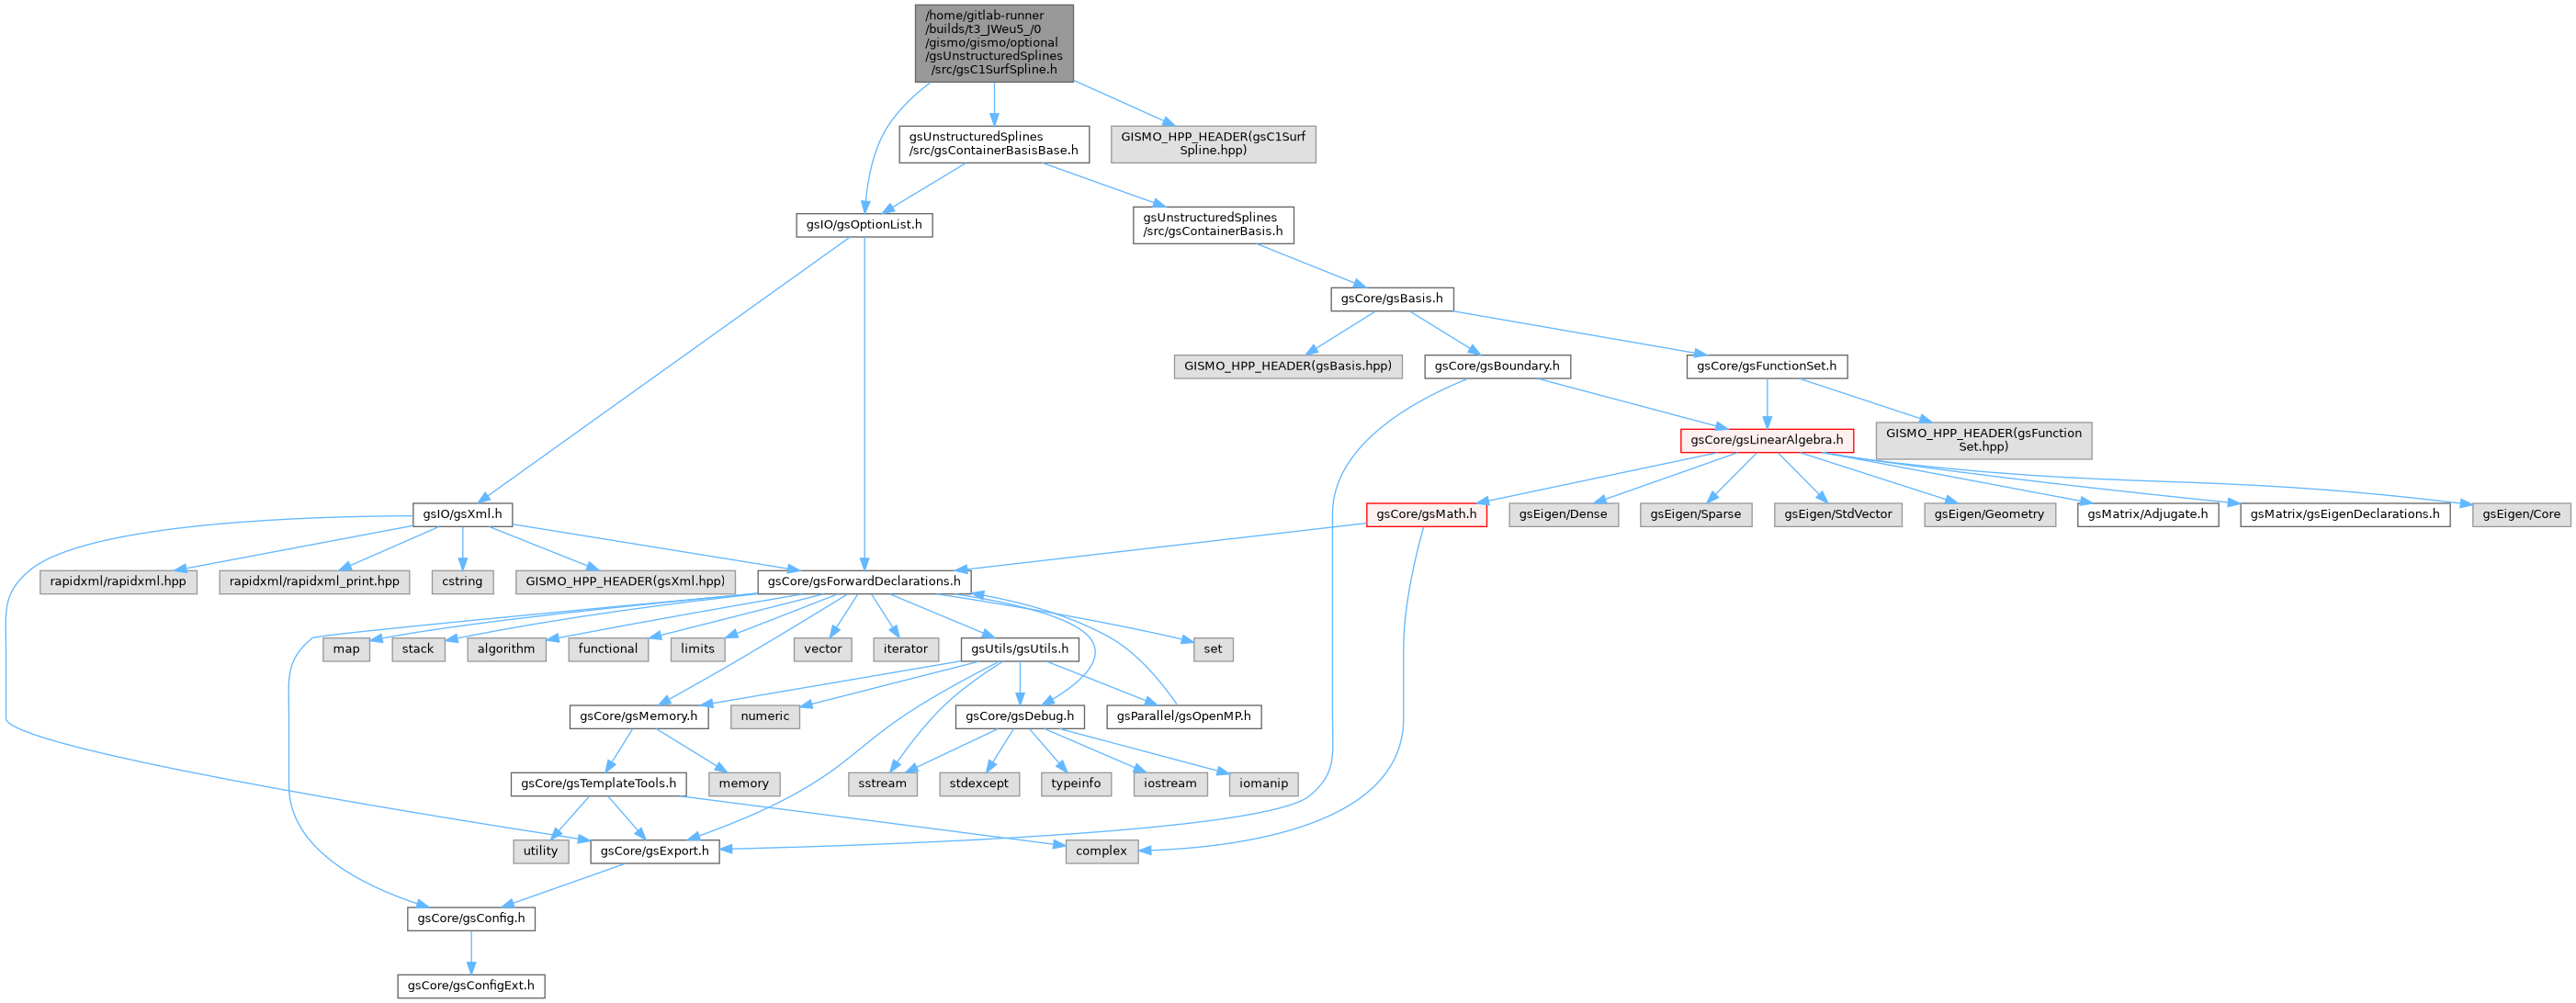 /home/gitlab-runner
/builds/t3_JWeu5_/0
/gismo/gismo/optional
/gsUnstructuredSplines
/src/gsC1SurfSpline.h
gsUnstructuredSplines
/src/gsContainerBasisBase.h
GISMO_HPP_HEADER(gsC1Surf
Spline.hpp)
gsIO/gsOptionList.h
gsUnstructuredSplines
/src/gsContainerBasis.h
gsCore/gsBasis.h
GISMO_HPP_HEADER(gsBasis.hpp)
gsCore/gsBoundary.h
gsCore/gsFunctionSet.h
gsCore/gsLinearAlgebra.h
GISMO_HPP_HEADER(gsFunction
Set.hpp)
gsIO/gsXml.h
gsCore/gsMath.h
gsEigen/Dense
gsEigen/Sparse
gsEigen/StdVector
gsEigen/Geometry
gsMatrix/Adjugate.h
gsMatrix/gsEigenDeclarations.h
gsEigen/Core
rapidxml/rapidxml.hpp
rapidxml/rapidxml_print.hpp
cstring
GISMO_HPP_HEADER(gsXml.hpp)
gsCore/gsForwardDeclarations.h
map
stack
algorithm
functional
limits
vector
iterator
gsUtils/gsUtils.h
set
gsCore/gsMemory.h
numeric
gsCore/gsDebug.h
gsParallel/gsOpenMP.h
gsCore/gsTemplateTools.h
memory
sstream
stdexcept
typeinfo
iostream
iomanip
utility
gsCore/gsExport.h
complex
gsCore/gsConfig.h
gsCore/gsConfigExt.h